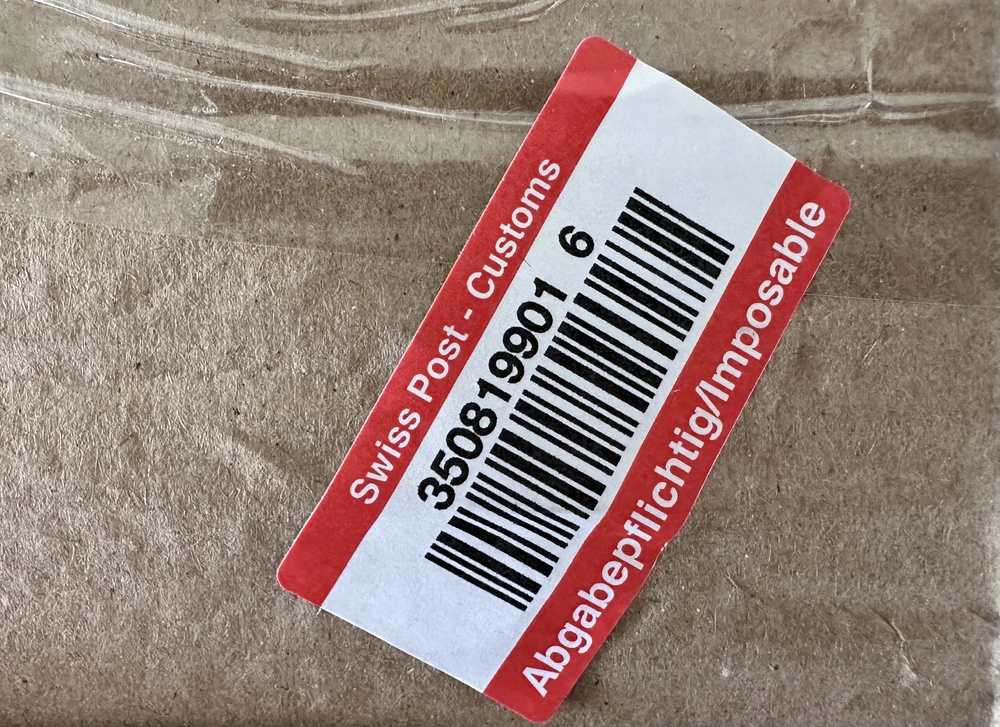 Swiss Post - Customs
350819901 6
Abgabepflichtig/Imposable